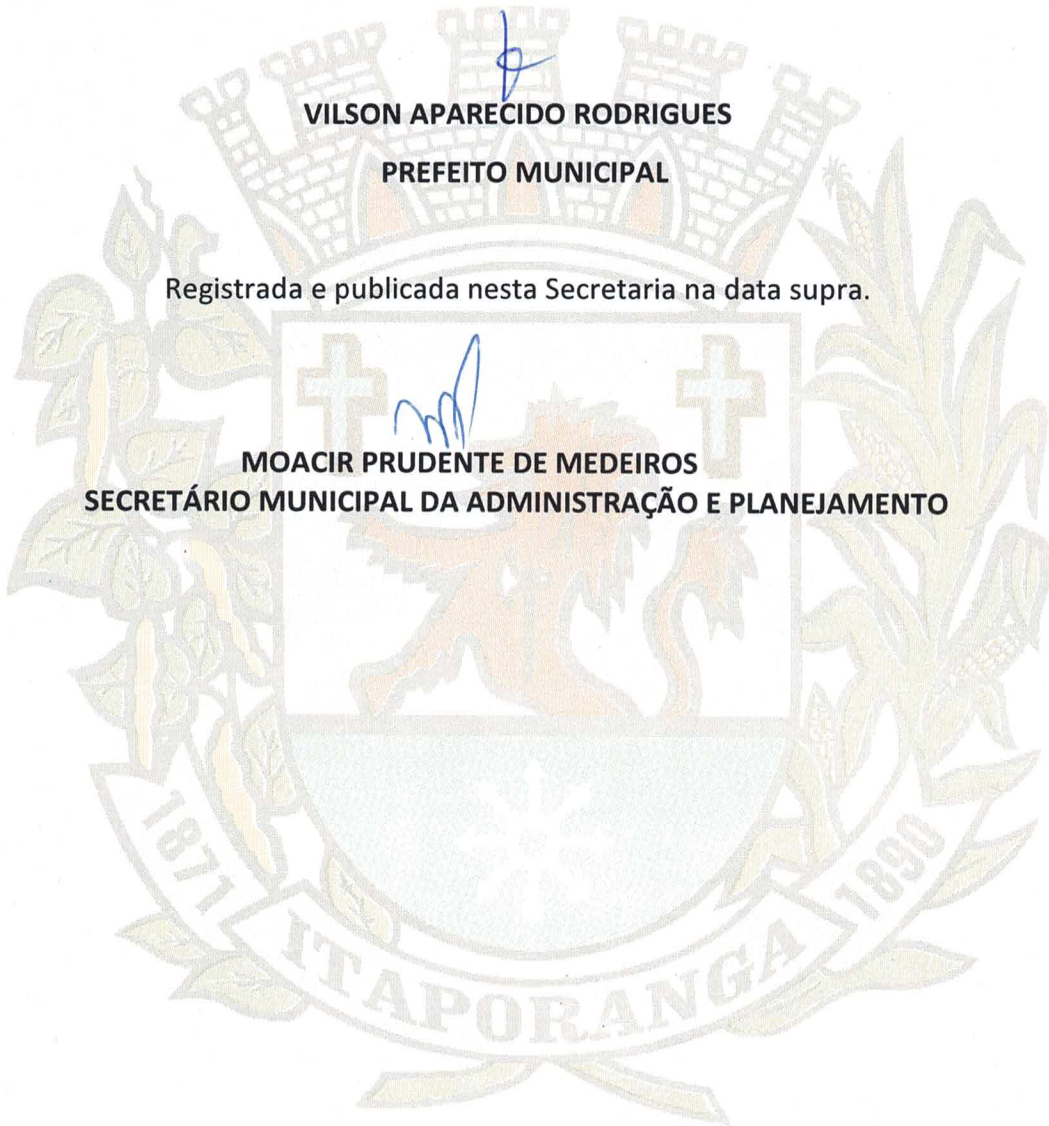 VILSON APARECIDO RODRIGUES
PREFEITO MUNICIPAL
Registrada e publicada nesta Secretaria na data supra.
MOACIR PRUDENTE DE MEDEIROS
SECRETÁRIO MUNICIPAL DA ADMINISTRAÇÃO E PLANEJAMENTO
1871
ITAPORANGA
1890